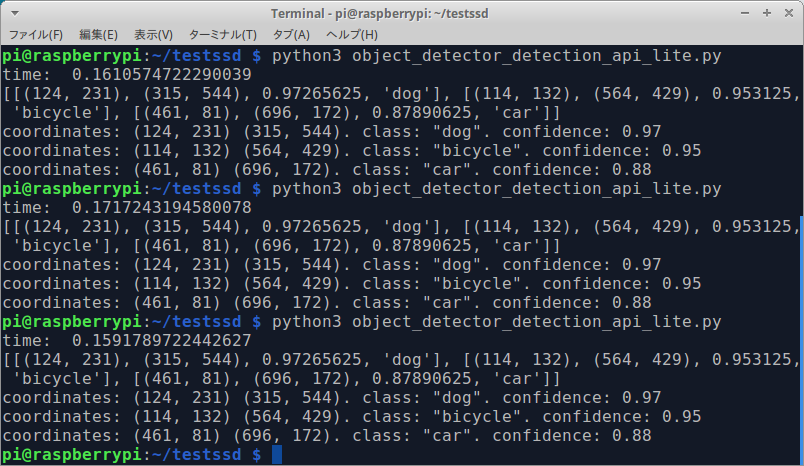 Terminal - pi@raspberrypi: ~/testssd
ファイル(F) 編集(E) 表示(V) ターミナル(T) タブ(A) ヘルプ(H)
pi@raspberrypi:~/testssd $ python3 object_detector_detection_api_lite.py
time:  0.1610574722290039
[[(124, 231), (315, 544), 0.97265625, 'dog'], [(114, 132), (564, 429), 0.953125,
 'bicycle'], [(461, 81), (696, 172), 0.87890625, 'car']]
coordinates: (124, 231) (315, 544). class: "dog". confidence: 0.97
coordinates: (114, 132) (564, 429). class: "bicycle". confidence: 0.95
coordinates: (461, 81) (696, 172). class: "car". confidence: 0.88
pi@raspberrypi:~/testssd $ python3 object_detector_detection_api_lite.py
time:  0.1717243194580078
[[(124, 231), (315, 544), 0.97265625, 'dog'], [(114, 132), (564, 429), 0.953125,
 'bicycle'], [(461, 81), (696, 172), 0.87890625, 'car']]
coordinates: (124, 231) (315, 544). class: "dog". confidence: 0.97
coordinates: (114, 132) (564, 429). class: "bicycle". confidence: 0.95
coordinates: (461, 81) (696, 172). class: "car". confidence: 0.88
pi@raspberrypi:~/testssd $ python3 object_detector_detection_api_lite.py
time:  0.1591789722442627
[[(124, 231), (315, 544), 0.97265625, 'dog'], [(114, 132), (564, 429), 0.953125,
 'bicycle'], [(461, 81), (696, 172), 0.87890625, 'car']]
coordinates: (124, 231) (315, 544). class: "dog". confidence: 0.97
coordinates: (114, 132) (564, 429). class: "bicycle". confidence: 0.95
coordinates: (461, 81) (696, 172). class: "car". confidence: 0.88
pi@raspberrypi:~/testssd $